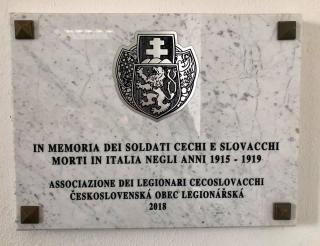 IN MEMORIA DEI SOLDATI CECHI E SLOVACCHI
MORTI IN ITALIA NEGLI ANNI 1915 - 1919
ASSOCIAZIONE DEI LEGIONARI CECOSLOVACCHI
ČESKOSLOVENSKÁ OBEC LEGIONÁŘSKÁ
2018